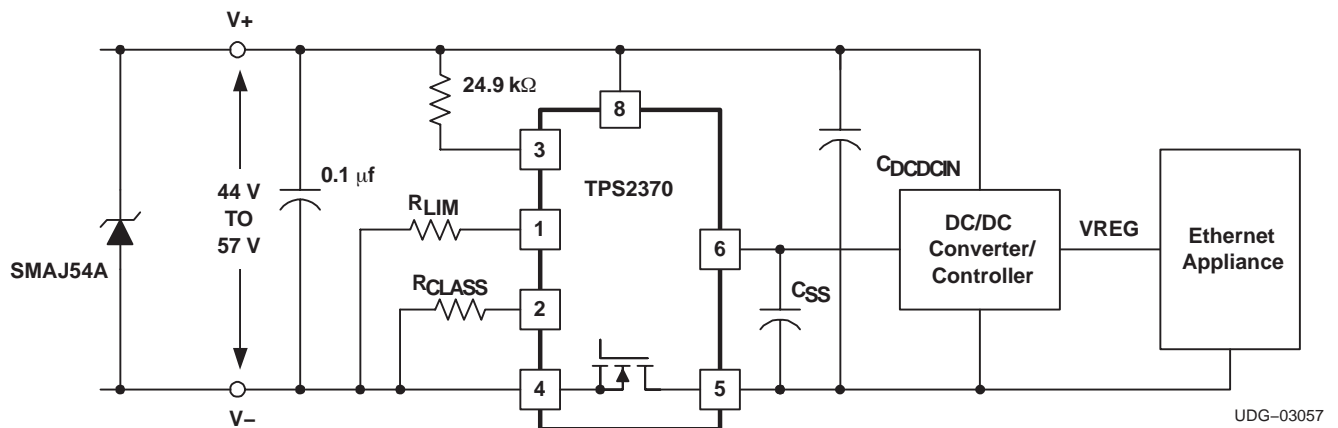 V+
24.9 kΩ
8
3
0.1 μf
TPS2370
CDCDCIN
44 V
TO
57 V
RLIM
1
6
DC/DC
Converter/
Controller
VREG
Ethernet
Appliance
SMAJ54A
RCLASS
2
CSS
4
5
V–
UDG–03057